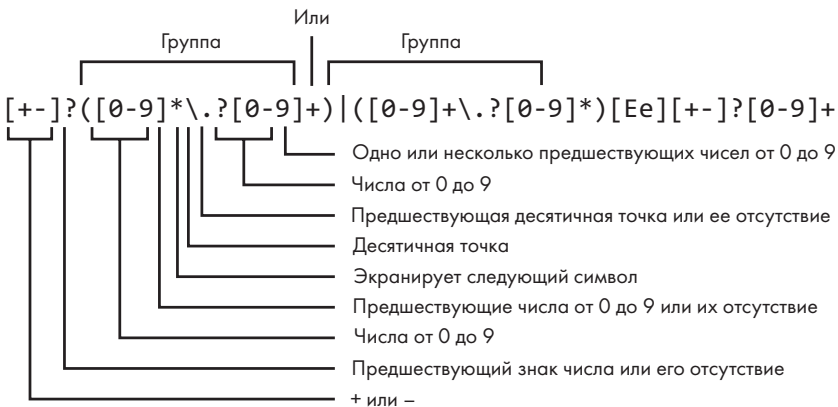 Или
Группа Группа
[+-]?([0-9]*\.?[0-9]+)|([0-9]+\.?[0-9]*)[Ee][+-]?[0-9]+
Одно или несколько предшествующих чисел от 0 до 9
Числа от 0 до 9
Предшествующая десятичная точка или ее отсутствие
Десятичная точка
Экранирует следующий символ
Предшествующие числа от 0 до 9 или их отсутствие
Числа от 0 до 9
Предшествующий знак числа или его отсутствие
+ или –